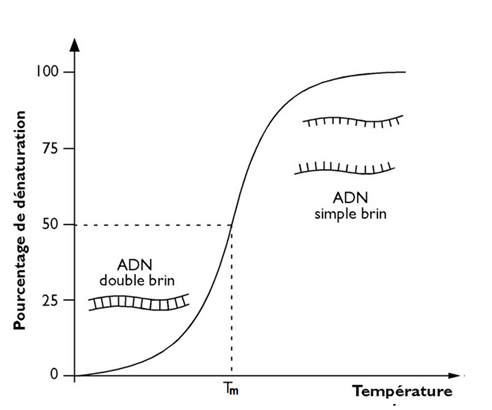 Pourcentage de dénaturation
100
75
50
25
0
ADN
double brin
ADN
simple brin
Tm
Température